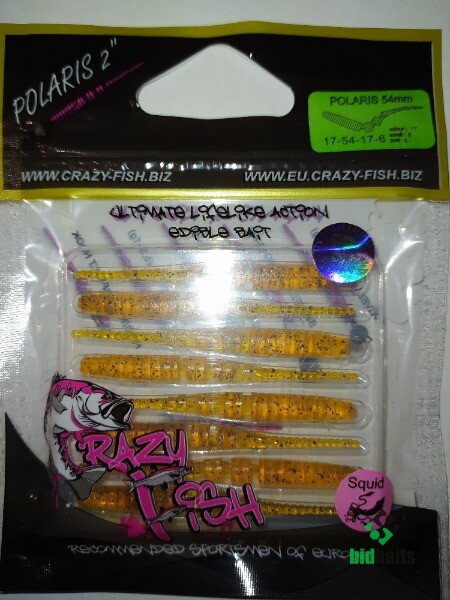 POLARIS 2"
POLARIS 54mm
17-54-17-6
WWW.CRAZY-FISH.BIZ
WWW.EU.CRAZY-FISH.BIZ
ULTIMATE LIFELIKE ACTION
EDIBLE BAIT
CRAZY
FISH
Squid
bidbaits
RECOMMENDED SPORTSMEN OF EURO